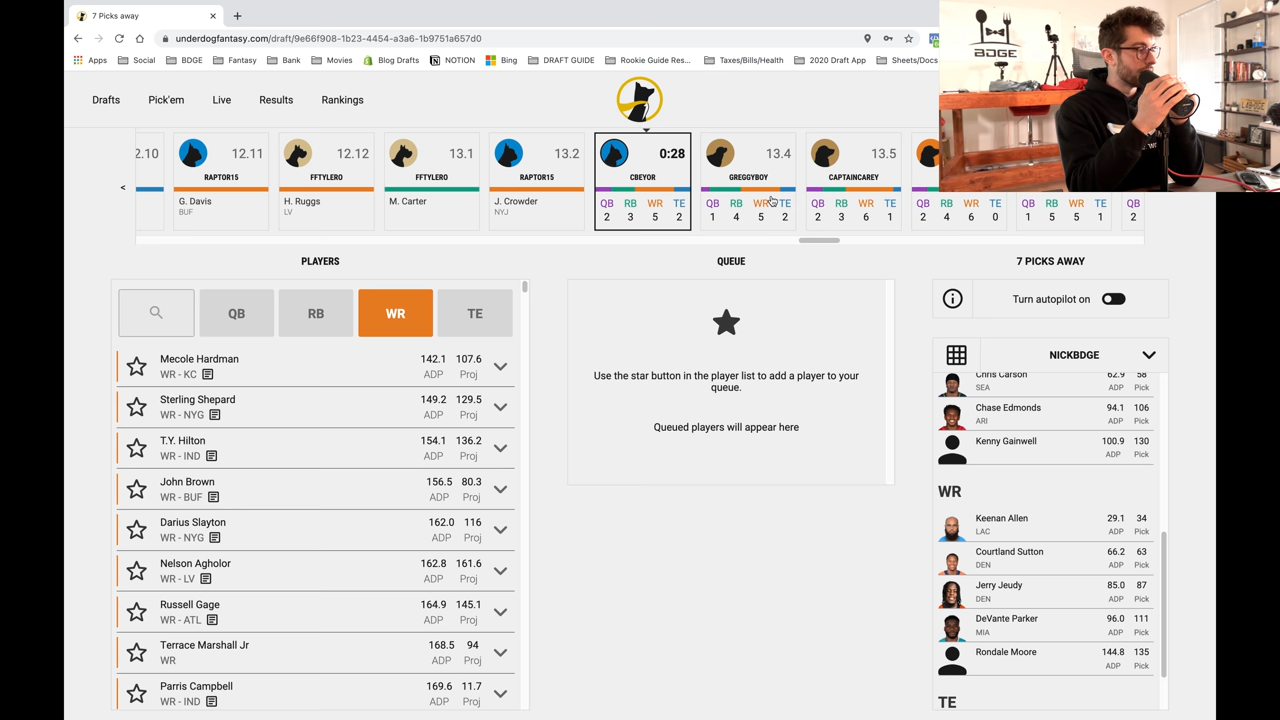 7 Picks away
underdogfantasy.com/draft/9e66f908-1b23-4454-a3a6-1b9751a657d0
Apps Social BDGE Fantasy Banks Movies Blog Drafts NOTION Bing DRAFT GUIDE Rookie Guide Res... Taxes/Bills/Health 2020 Draft App Sheets/Docs
BDGE
Drafts Pick'em Live Results Rankings
2.10 12.11 12.12 13.1 13.2 0:28 13.4 13.5
RAPTOR15 FFTYLERO FFTYLERO RAPTOR15 CBEYOR GREGGYBOY CAPTAINCAREY
G. Davis H. Ruggs M. Carter J. Crowder QB RB WR TE QB RB WR TE QB RB WR TE QB RB WR TE QB RB WR TE QB
BUF LV NYJ 2 3 5 2 1 4 5 2 2 3 6 1 2 4 6 0 1 5 5 1 2
<
PLAYERS
QB RB WR TE
Mecole Hardman 142.1 107.6
WR - KC ADP Proj
Sterling Shepard 149.2 129.5
WR - NYG ADP Proj
T.Y. Hilton 154.1 136.2
WR - IND ADP Proj
John Brown 156.5 80.3
WR - BUF ADP Proj
Darius Slayton 162.0 116
WR - NYG ADP Proj
Nelson Agholor 162.8 161.6
WR - LV ADP Proj
Russell Gage 164.9 145.1
WR - ATL ADP Proj
Terrace Marshall Jr 168.5 94
WR ADP Proj
Parris Campbell 169.6 11.7
WR - IND ADP Proj
QUEUE
Use the star button in the player list to add a player to your
queue.
Queued players will appear here
7 PICKS AWAY
Turn autopilot on
NICKBDGE
Chris Carson 62.9 58
SEA ADP Pick
Chase Edmonds 94.1 106
ARI ADP Pick
Kenny Gainwell 100.9 130
ADP Pick
WR
Keenan Allen 29.1 34
LAC ADP Pick
Courtland Sutton 66.2 63
DEN ADP Pick
Jerry Jeudy 85.0 87
DEN ADP Pick
DeVante Parker 96.0 111
MIA ADP Pick
Rondale Moore 144.8 135
ADP Pick
TE